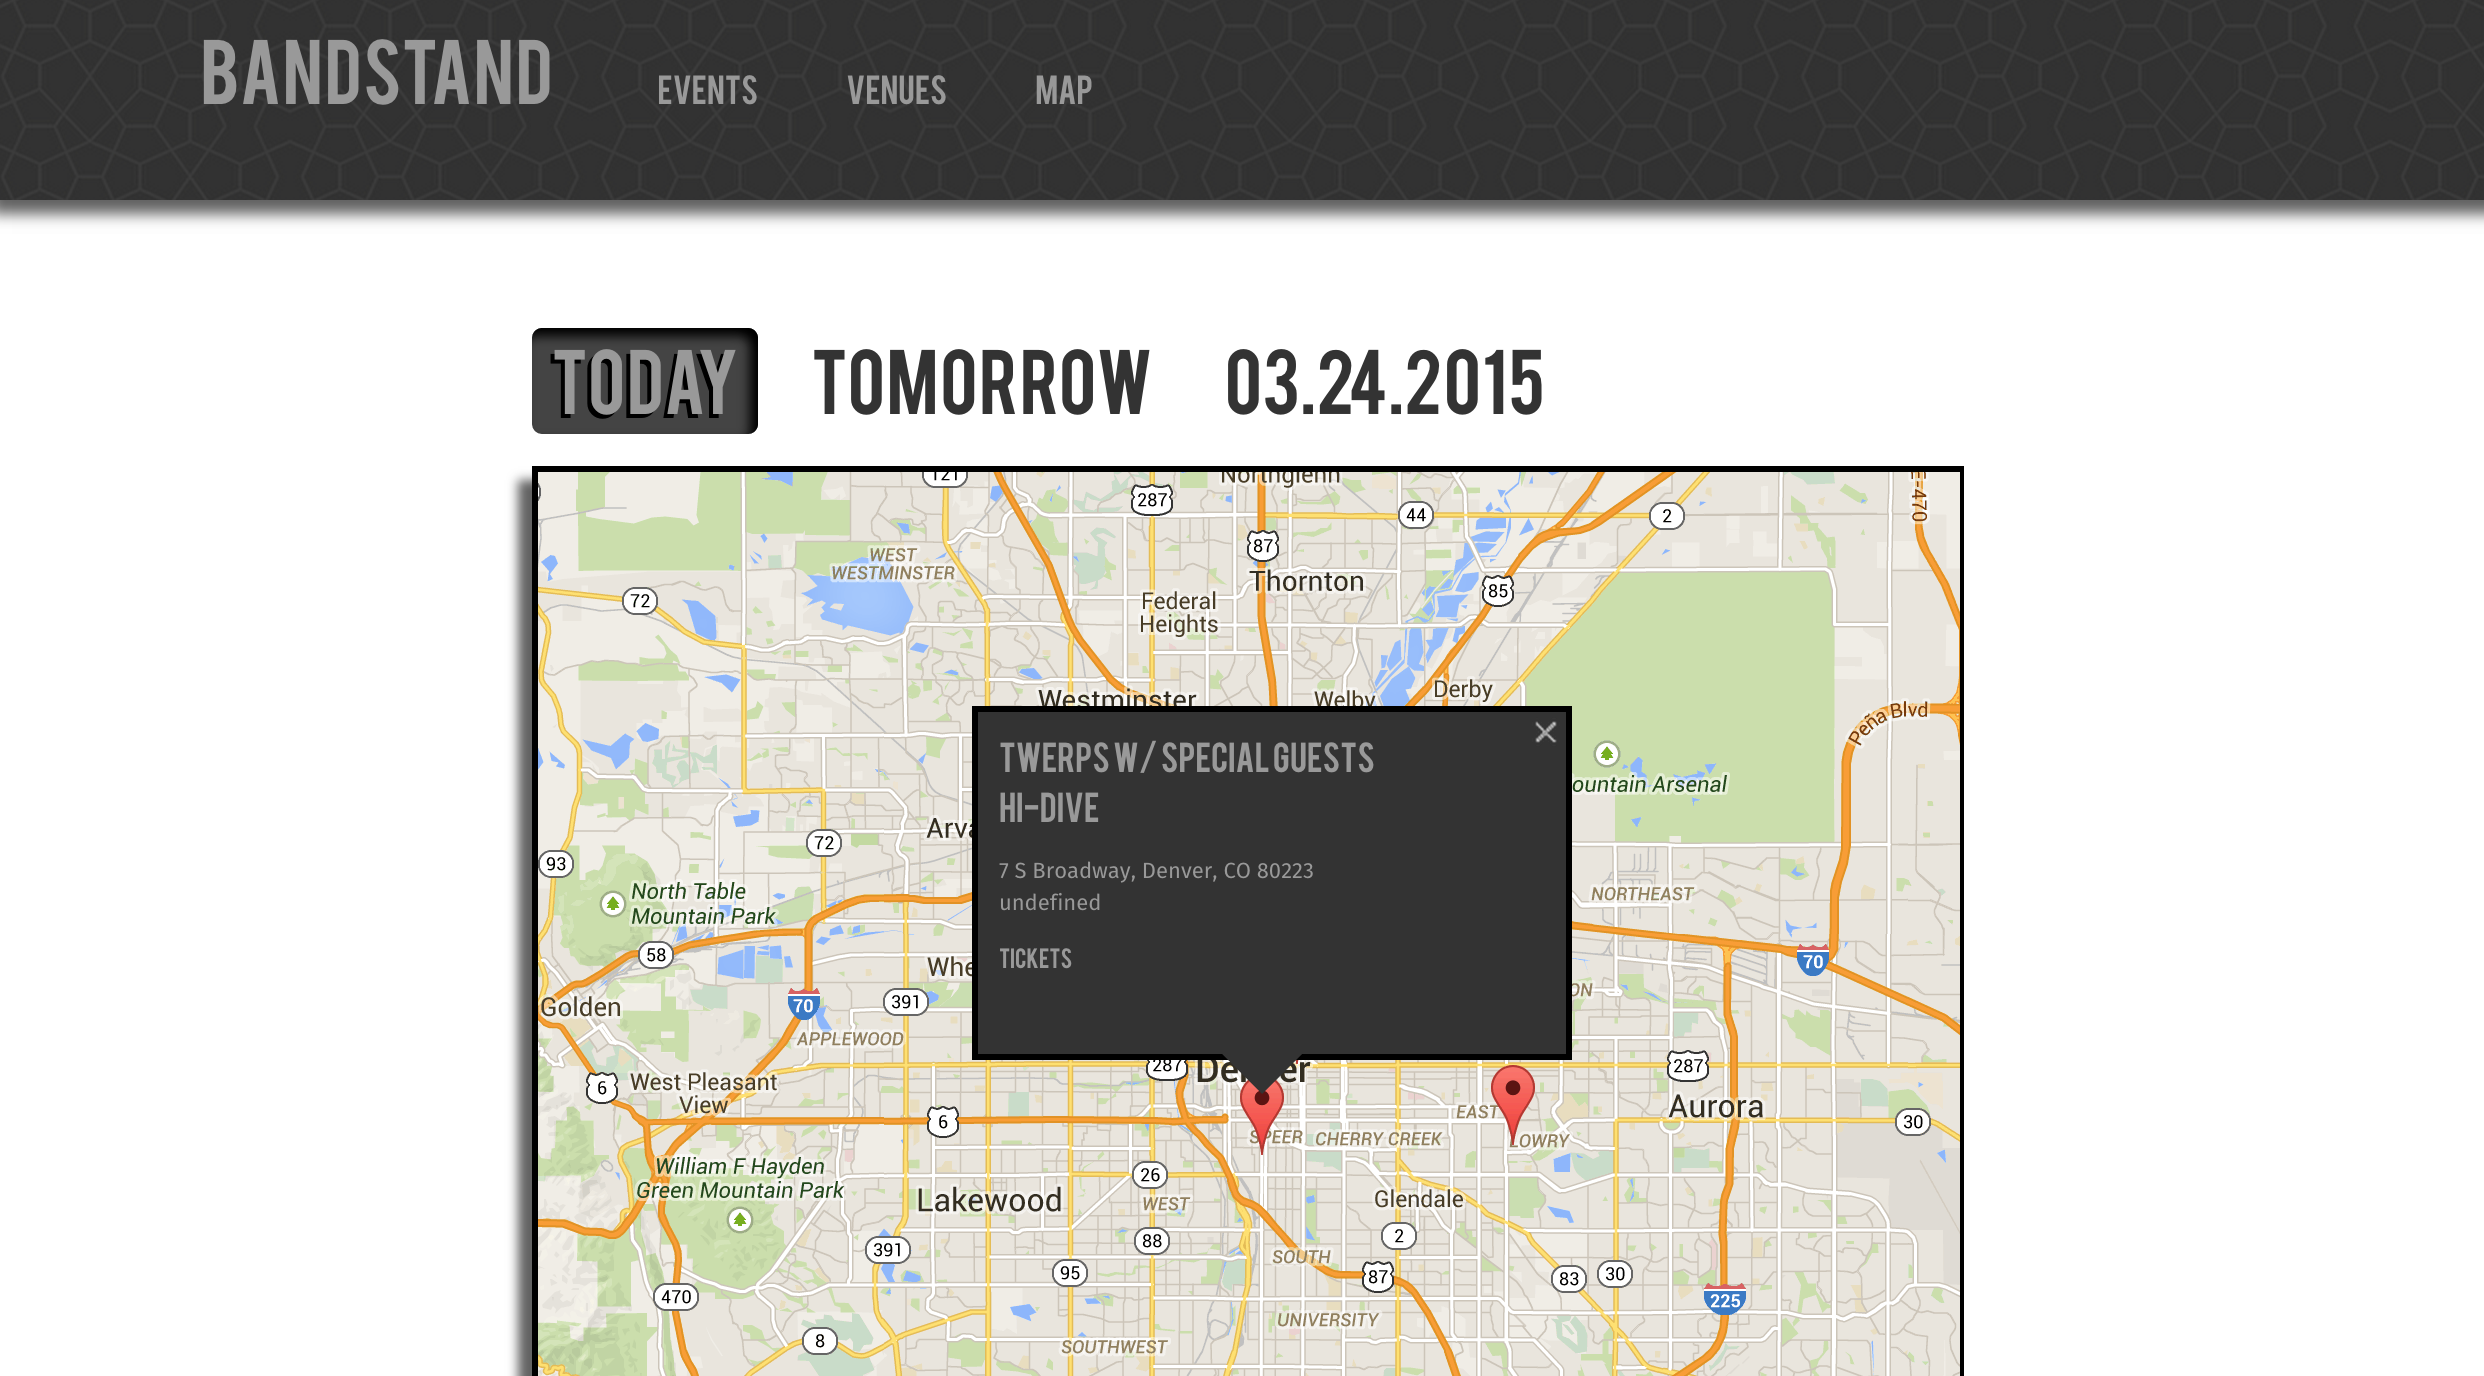 BANDSTAND EVENTS VENUES MAP
TODAY TOMORROW 03.24.2015
121
Northglenn
287
44
2
E-470
87
WEST
WESTMINSTER
Thornton
85
72
Federal
Heights
Westminster
Welby
Derby
Peña Blvd
TWERPS W/ SPECIAL GUESTS
HI-DIVE
7 S Broadway, Denver, CO 80223
undefined
TICKETS
ountain Arsenal
Arva
72
93
North Table
Mountain Park
NORTHEAST
58
70
Whe
ON
Golden
70
391
APPLEWOOD
287
287
6
West Pleasant
View
6
EAST
Aurora
30
SPEER
CHERRY CREEK
LOWRY
William F Hayden
Green Mountain Park
26
Lakewood
WEST
Glendale
391
88
2
SOUTH
95
87
83
30
470
225
UNIVERSITY
8
SOUTHWEST